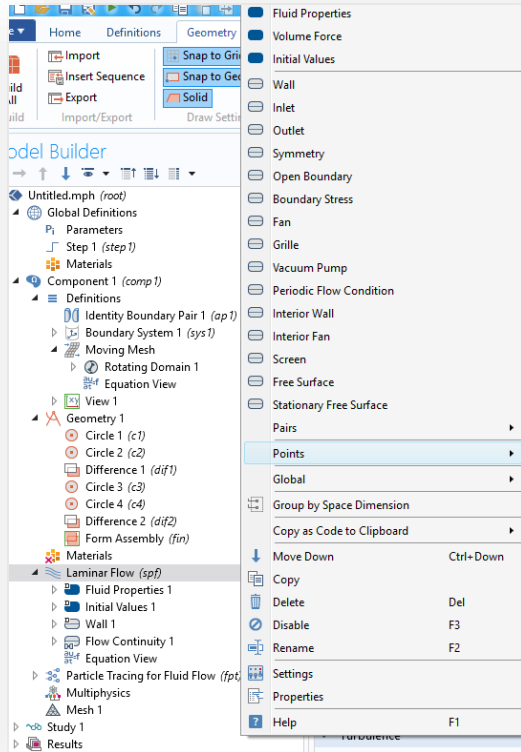 Home
Definitions
Geometry
Import
Snap to Gri
Insert Sequence
Snap to Geo
Export
Solid
ild
ll
uild
Import/Export
Draw Settin
odel Builder
Untitled.mph (root)
Global Definitions
Pi Parameters
Step 1 (step1)
Materials
Component 1 (comp1)
Definitions
Identity Boundary Pair 1 (ap1)
Boundary System 1 (sys1)
Moving Mesh
Rotating Domain 1
Equation View
View 1
Geometry 1
Circle 1 (c1)
Circle 2 (c2)
Difference 1 (dif1)
Circle 3 (c3)
Circle 4 (c4)
Difference 2 (dif2)
Form Assembly (fin)
Materials
Laminar Flow (spf)
Fluid Properties 1
Initial Values 1
Wall 1
Flow Continuity 1
Equation View
Particle Tracing for Fluid Flow (fpt)
Multiphysics
Mesh 1
Study 1
Results
Fluid Properties
Volume Force
Initial Values
Wall
Inlet
Outlet
Symmetry
Open Boundary
Boundary Stress
Fan
Grille
Vacuum Pump
Periodic Flow Condition
Interior Wall
Interior Fan
Screen
Free Surface
Stationary Free Surface
Pairs
Points
Global
Group by Space Dimension
Copy as Code to Clipboard
Move Down Ctrl+Down
Copy
Delete Del
Disable F3
Rename F2
Settings
Properties
Help F1